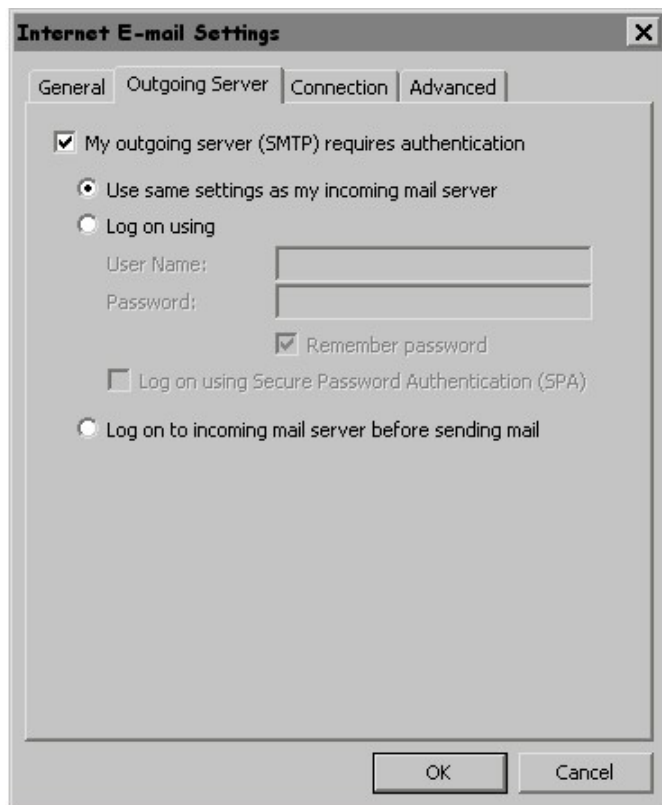 Internet E-mail Settings
General Outgoing Server Connection Advanced
My outgoing server (SMTP) requires authentication
Use same settings as my incoming mail server
Log on using
User Name:
Password:
Remember password
Log on using Secure Password Authentication (SPA)
Log on to incoming mail server before sending mail
OK Cancel